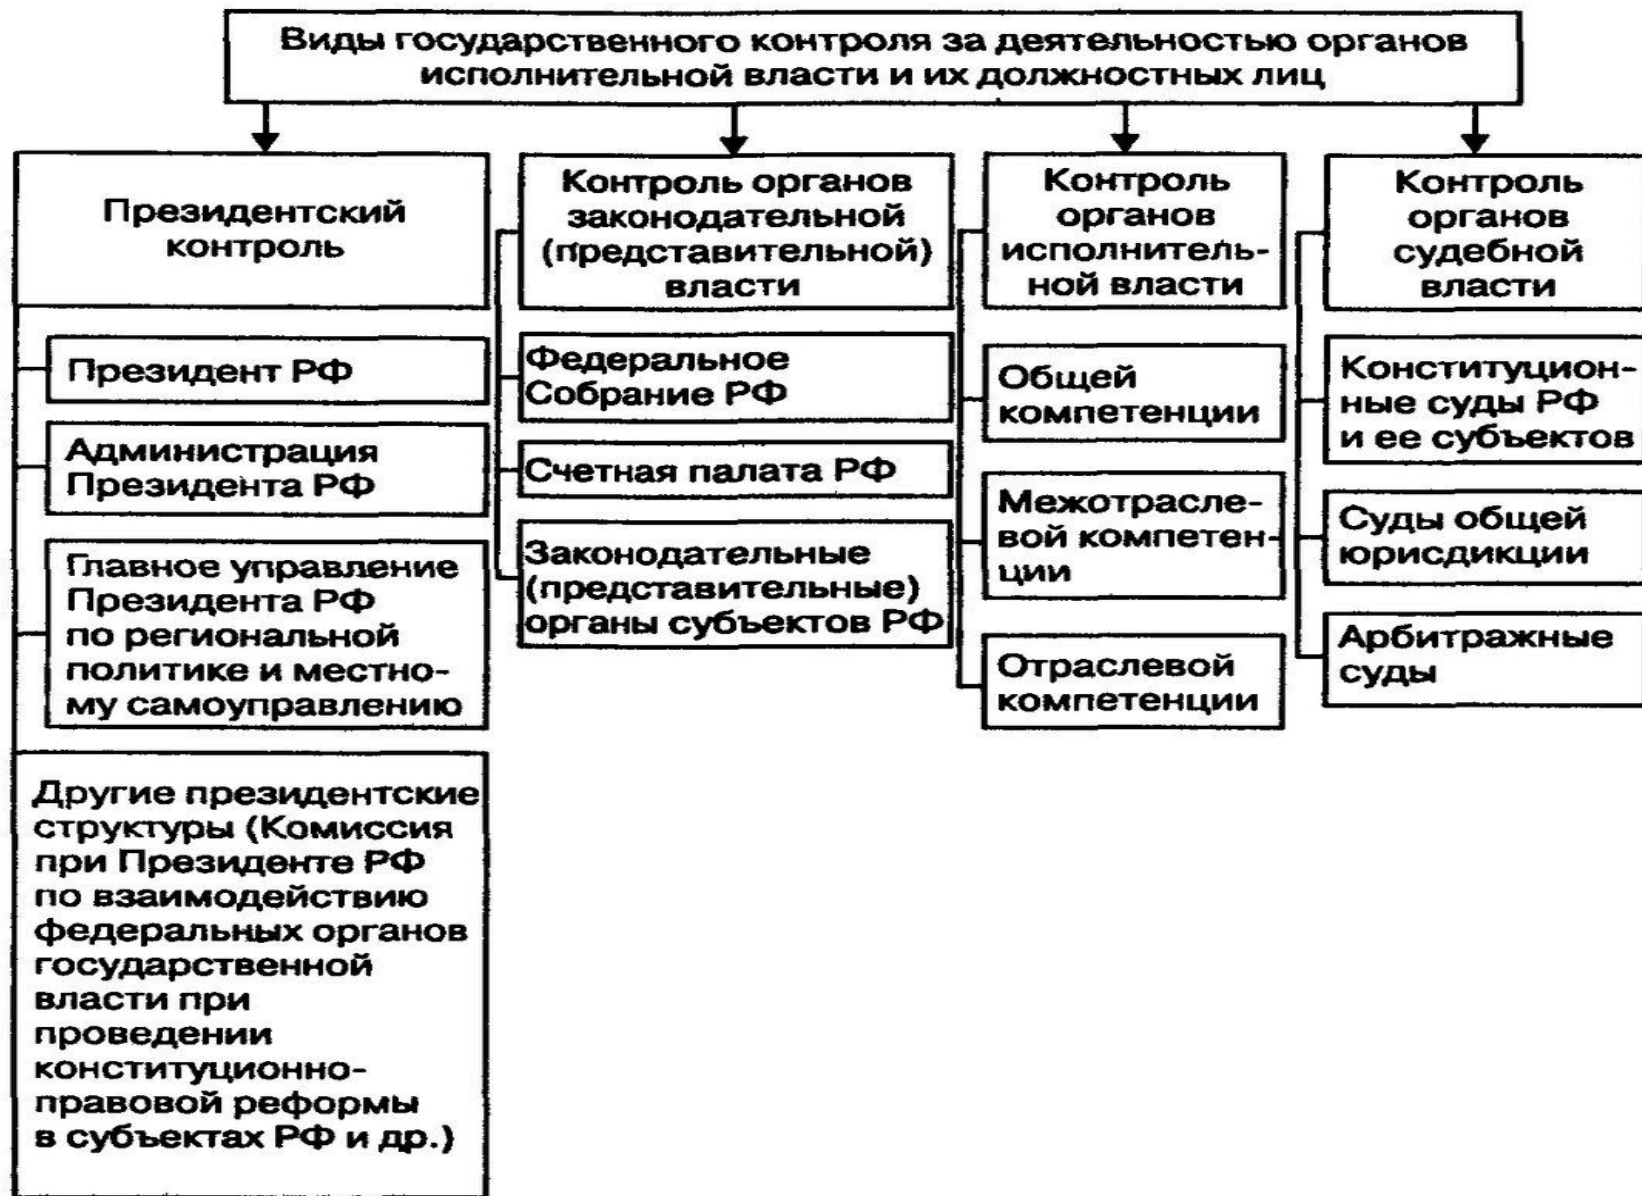 Виды государственного контроля за деятельностью органов
исполнительной власти и их должностных лиц
Президентский
контроль
Президент РФ
Администрация
Президента РФ
Главное управление
Президента РФ
по региональной
политике и местно-
му самоуправлению
Другие президентские
структуры (Комиссия
при Президенте РФ
по взаимодействию
федеральных органов
государственной
власти при
проведении
конституционно-
правовой реформы
в субъектах РФ и др.)
Контроль органов
законодательной
(представительной)
власти
Федеральное
Собрание РФ
Счетная палата РФ
Законодательные
(представительные)
органы субъектов РФ
Контроль
органов
исполнитель-
ной власти
Общей
компетенции
Межотрасле-
вой компетен-
ции
Отраслевой
компетенции
Контроль
органов
судебной
власти
Конституцион-
ные суды РФ
и ее субъектов
Суды общей
юрисдикции
Арбитражные
суды